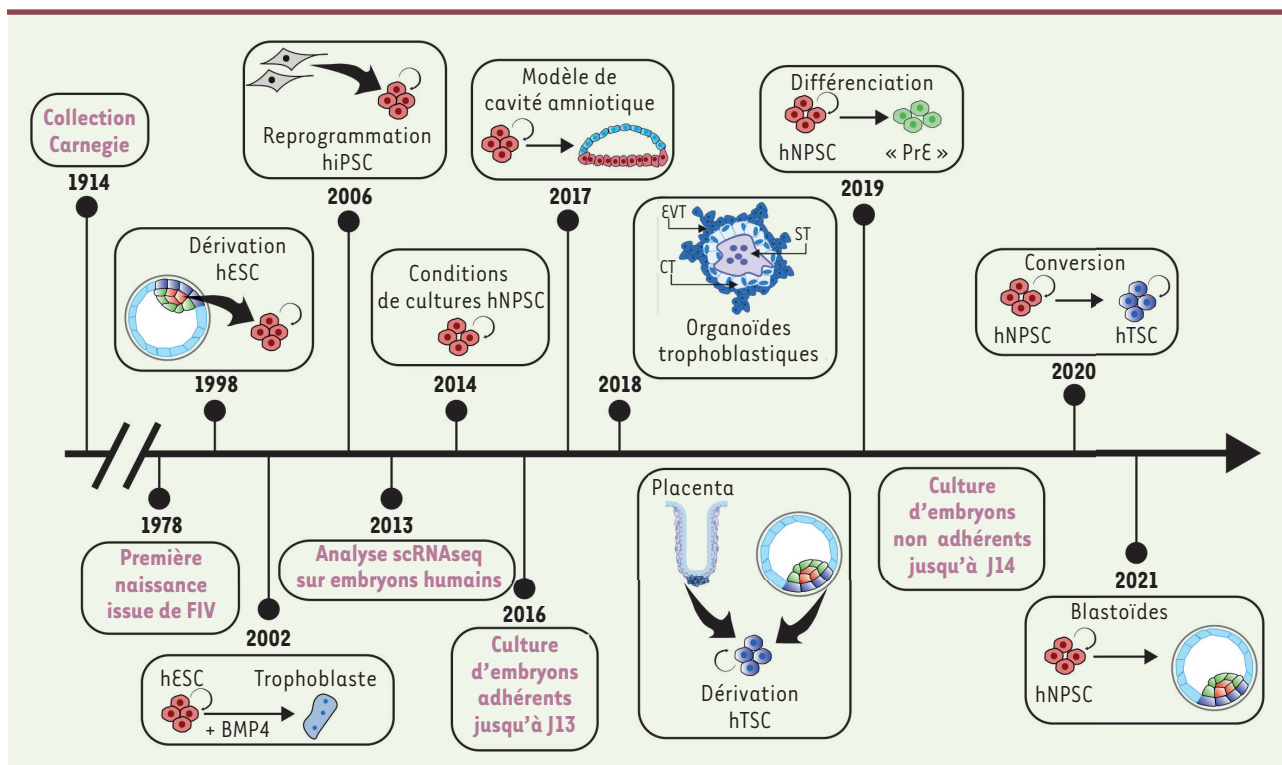 Collection
Carnegie
1914
Dérivation
hESC
1998
Reprogrammation
hiPSC
2006
Conditions
de cultures hNPSC
2014
Modèle de
cavité amniotique
2017
EVT
ST
CT
Organoïdes
trophoblastiques
2018
Différenciation
hNPSC
« PrE »
2019
Conversion
hNPSC
hTSC
2020
1978
Première
naissance
issue de FIV
2002
hESC
Trophoblaste
+ BMP4
2013
Analyse scRNAseq
sur embryons humains
2016
Culture
d'embryons
adhérents
jusqu'à J13
Placenta
Dérivation
hTSC
Culture
d'embryons
non adhérents
jusqu'à J14
2021
Blastoïdes
hNPSC